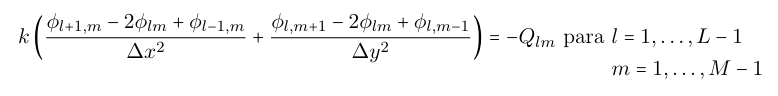 k ( (ϕ_{l+1,m} − 2ϕ_{lm} + ϕ_{l−1,m}) / Δx² + (ϕ_{l,m+1} − 2ϕ_{lm} + ϕ_{l,m−1}) / Δy² ) = −Q_{lm} para l = 1, . . . , L − 1
m = 1, . . . , M − 1